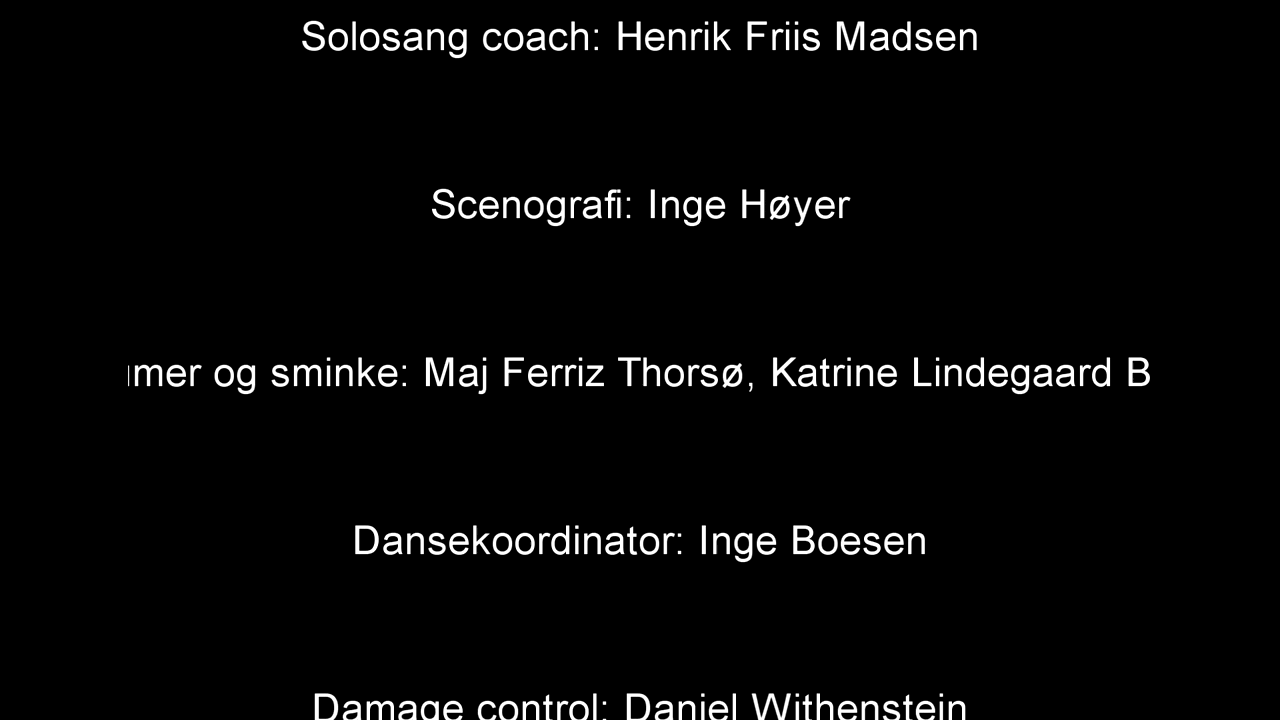 Solosang coach: Henrik Friis Madsen
Scenografi: Inge Høyer
og sminke: Maj Ferriz Thorsø, Katrine Lindegaard B
Dansekoordinator: Inge Boesen
Damage control: Daniel Withenstein